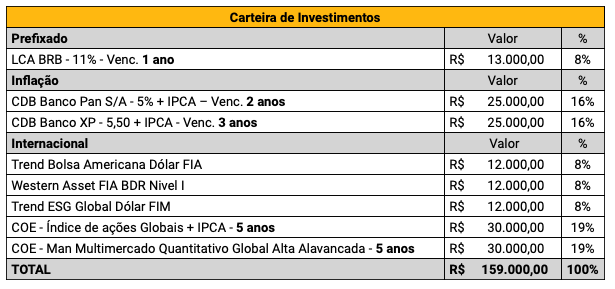 Carteira de Investimentos
Prefixado Valor %
LCA BRB - 11% - Venc. 1 ano R$ 13.000,00 8%
Inflação Valor %
CDB Banco Pan S/A - 5% + IPCA – Venc. 2 anos R$ 25.000,00 16%
CDB Banco XP - 5,50 + IPCA - Venc. 3 anos R$ 25.000,00 16%
Internacional Valor %
Trend Bolsa Americana Dólar FIA R$ 12.000,00 8%
Western Asset FIA BDR Nivel I R$ 12.000,00 8%
Trend ESG Global Dólar FIM R$ 12.000,00 8%
COE - Índice de ações Globais + IPCA - 5 anos R$ 30.000,00 19%
COE - Man Multimercado Quantitativo Global Alta Alavancada - 5 anos R$ 30.000,00 19%
TOTAL R$ 159.000,00 100%